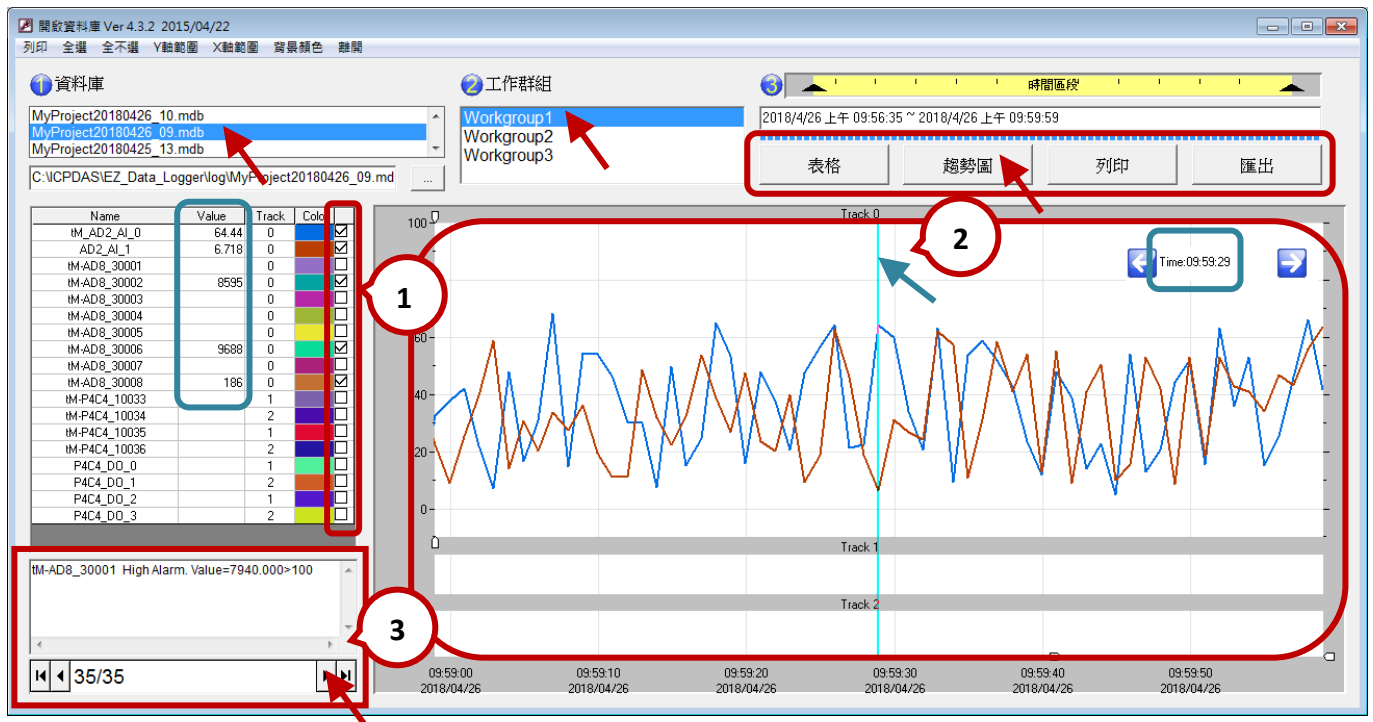 開啟資料庫 Ver 4.3.2 2015/04/22
列印 全選 全不選 Y軸範圍 X軸範圍 背景顏色 離開
1 資料庫
MyProject20180426_10.mdb
MyProject20180426_09.mdb
MyProject20180425_13.mdb
C:\ICPDAS\EZ_Data_Logger\log\MyProject20180426_09.md ...
2 工作群組
Workgroup1
Workgroup2
Workgroup3
3 時間區段
2018/4/26 上午 09:56:35 ~ 2018/4/26 上午 09:59:59
表格 趨勢圖 列印 匯出
Name Value Track Colo
tM_AD2_AI_0 64.44 0
AD2_AI_1 6.718 0
tM-AD8_30001 0
tM-AD8_30002 8595 0
tM-AD8_30003 0
tM-AD8_30004 0
tM-AD8_30005 0
tM-AD8_30006 9688 0
tM-AD8_30007 0
tM-AD8_30008 186 0
tM-P4C4_10033 1
tM-P4C4_10034 2
tM-P4C4_10035 1
tM-P4C4_10036 2
P4C4_DO_0 1
P4C4_DO_1 2
P4C4_DO_2 1
P4C4_DO_3 2
1
tM-AD8_30001 High Alarm. Value=7940.000>100
3
35/35
Track 0
2
Time:09:59:29
100
60
40
20
0
Track 1
Track 2
09:59:00 09:59:10 09:59:20 09:59:30 09:59:40 09:59:50
2018/04/26 2018/04/26 2018/04/26 2018/04/26 2018/04/26 2018/04/26